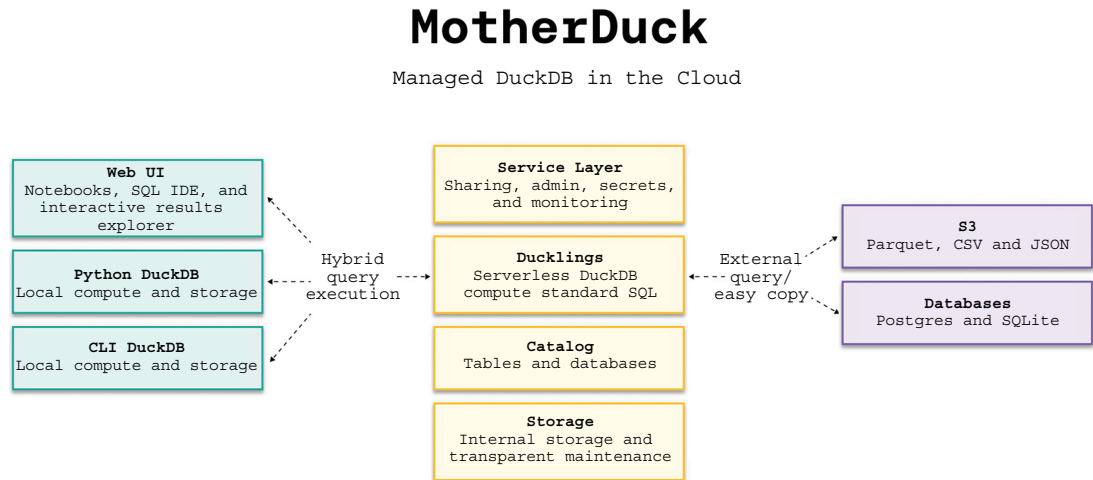 MotherDuck
Managed DuckDB in the Cloud
Web UI
Notebooks, SQL IDE, and
interactive results
explorer
Python DuckDB
Local compute and storage
CLI DuckDB
Local compute and storage
Hybrid
query
execution
Service Layer
Sharing, admin, secrets,
and monitoring
Ducklings
Serverless DuckDB
compute standard SQL
Catalog
Tables and databases
Storage
Internal storage and
transparent maintenance
External
query/
easy copy
S3
Parquet, CSV and JSON
Databases
Postgres and SQLite